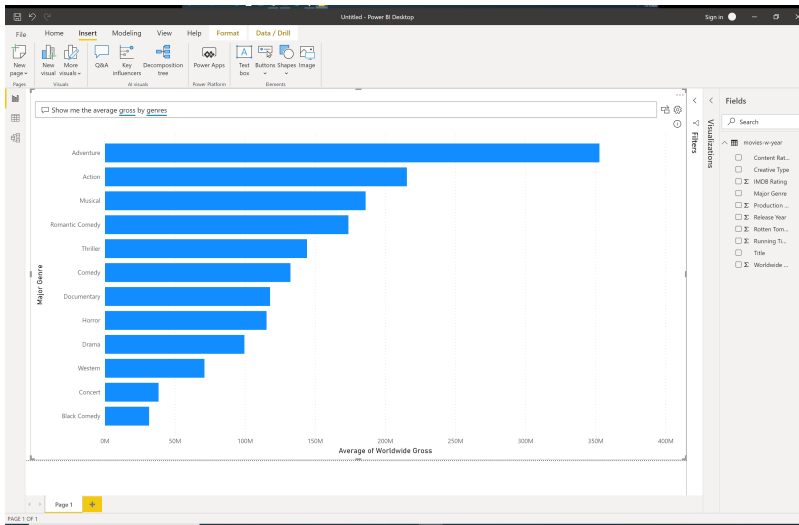 Untitled - Power BI Desktop
Sign in
File Home Insert Modeling View Help Format Data / Drill
New page
New visual
More visuals
Q&A
Key influencers
Decomposition tree
Power Apps
Text box
Buttons
Shapes
Image
Pages Visuals AI visuals Power Platform Elements
Show me the average gross by genres
Major Genre
Adventure
Action
Musical
Romantic Comedy
Thriller
Comedy
Documentary
Horror
Drama
Western
Concert
Black Comedy
0M 50M 100M 150M 200M 250M 300M 350M 400M
Average of Worldwide Gross
Filters
Visualizations
Fields
Search
movies-w-year
Content Rat...
Creative Type
Σ IMDB Rating
Major Genre
Σ Production ...
Σ Release Year
Σ Rotten Tom...
Σ Running Ti...
Title
Σ Worldwide ...
Page 1
PAGE 1 OF 1